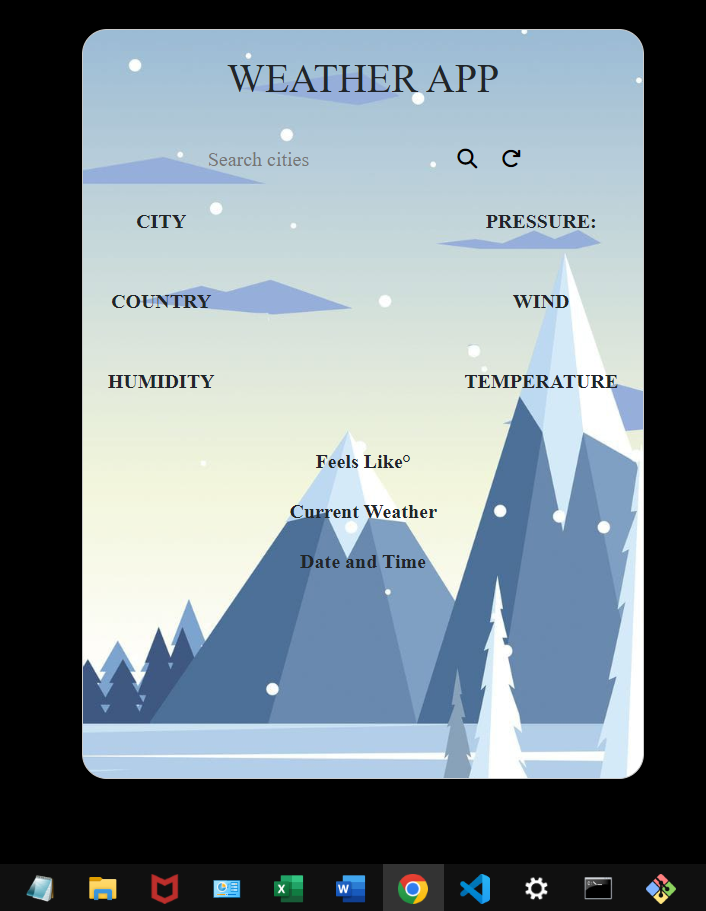 WEATHER APP
Search cities
CITY
PRESSURE:
COUNTRY
WIND
HUMIDITY
TEMPERATURE
Feels Like°
Current Weather
Date and Time
X
W